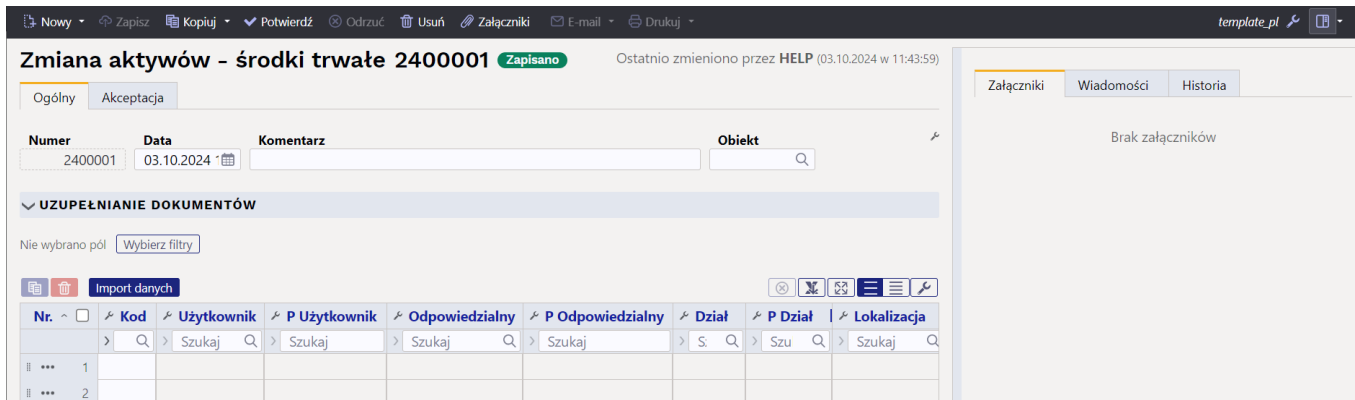 Nowy Zapisz Kopiuj Potwierdź Odrzuć Usuń Załączniki E-mail Drukuj template_pl
Zmiana aktywów - środki trwałe 2400001 Zapisano Ostatnio zmieniono przez HELP (03.10.2024 w 11:43:59)
Ogólny Akceptacja
Załączniki Wiadomości Historia
Brak załączników
Numer Data Komentarz Obiekt
2400001 03.10.2024
UZUPEŁNIANIE DOKUMENTÓW
Nie wybrano pól Wybierz filtry
Import danych
Nr. Kod Użytkownik P Użytkownik Odpowiedzialny P Odpowiedzialny Dział P Dział Lokalizacja
Szukaj Szukaj Szukaj Szukaj S Szu Szukaj
1
2